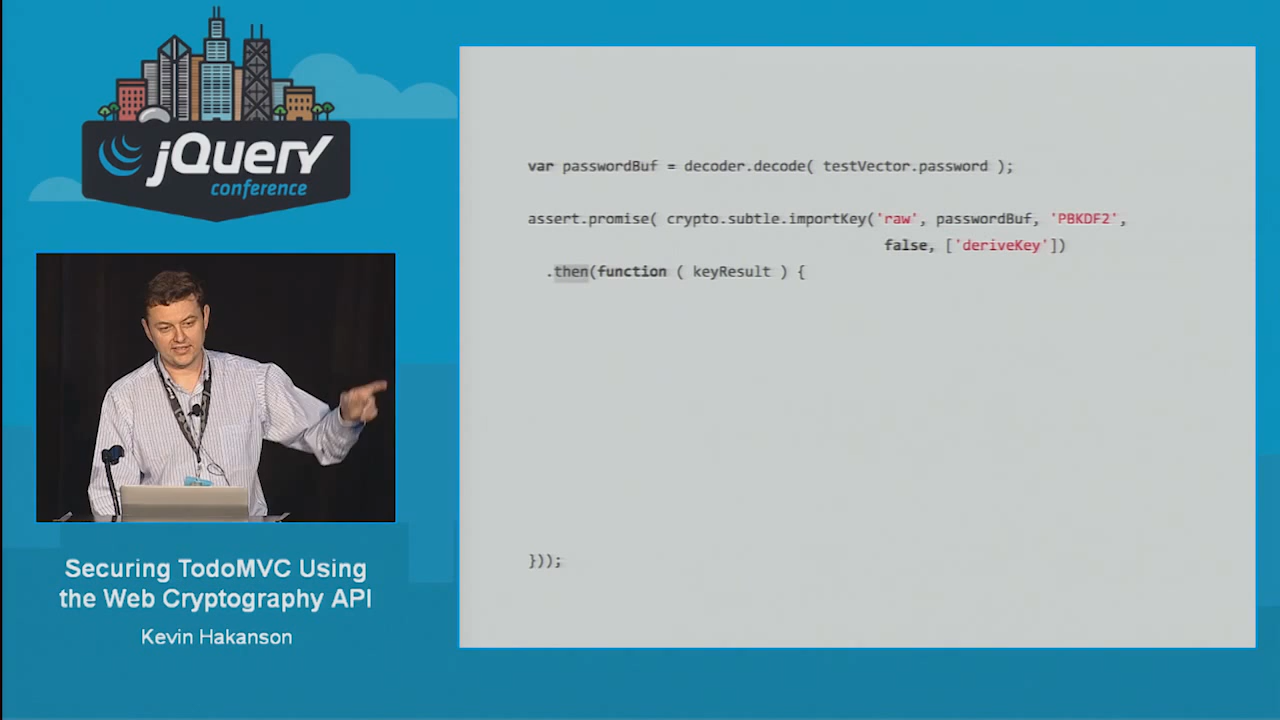 jQuery
conference
Securing TodoMVC Using
the Web Cryptography API
Kevin Hakanson
var passwordBuf = decoder.decode( testVector.password );
assert.promise( crypto.subtle.importKey('raw', passwordBuf, 'PBKDF2',
false, ['deriveKey'])
.then(function ( keyResult ) {
}));